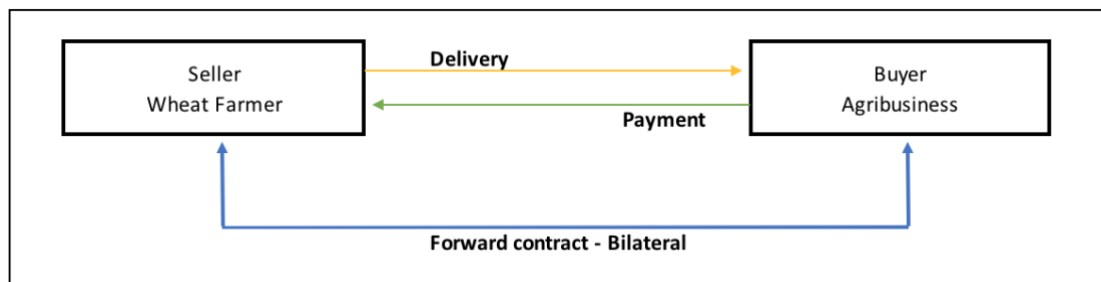 Seller
Wheat Farmer
Delivery
Payment
Buyer
Agribusiness
Forward contract - Bilateral